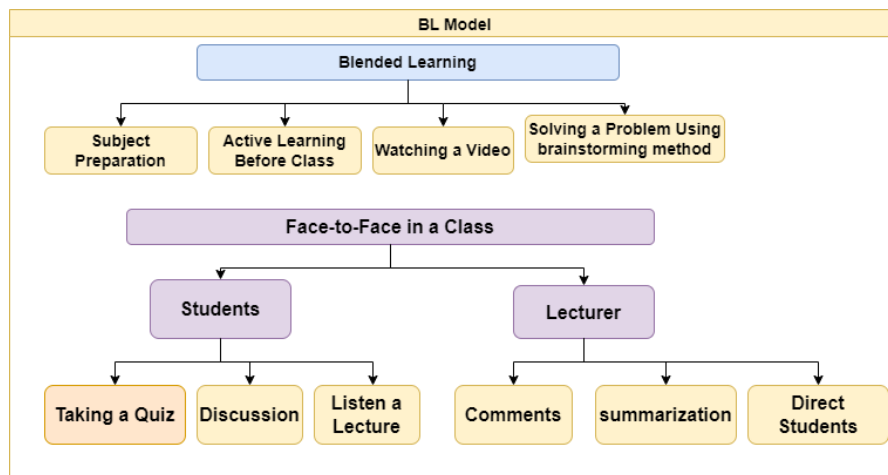 BL Model
Blended Learning
Subject
Preparation
Active Learning
Before Class
Watching a Video
Solving a Problem Using
brainstorming method
Face-to-Face in a Class
Students
Lecturer
Taking a Quiz
Discussion
Listen a
Lecture
Comments
summarization
Direct
Students